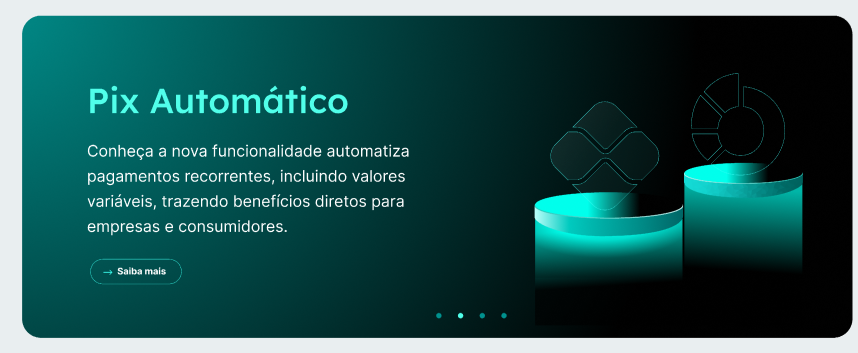 Pix Automático
Conheça a nova funcionalidade automatiza
pagamentos recorrentes, incluindo valores
variáveis, trazendo benefícios diretos para
empresas e consumidores.
→ Saiba mais